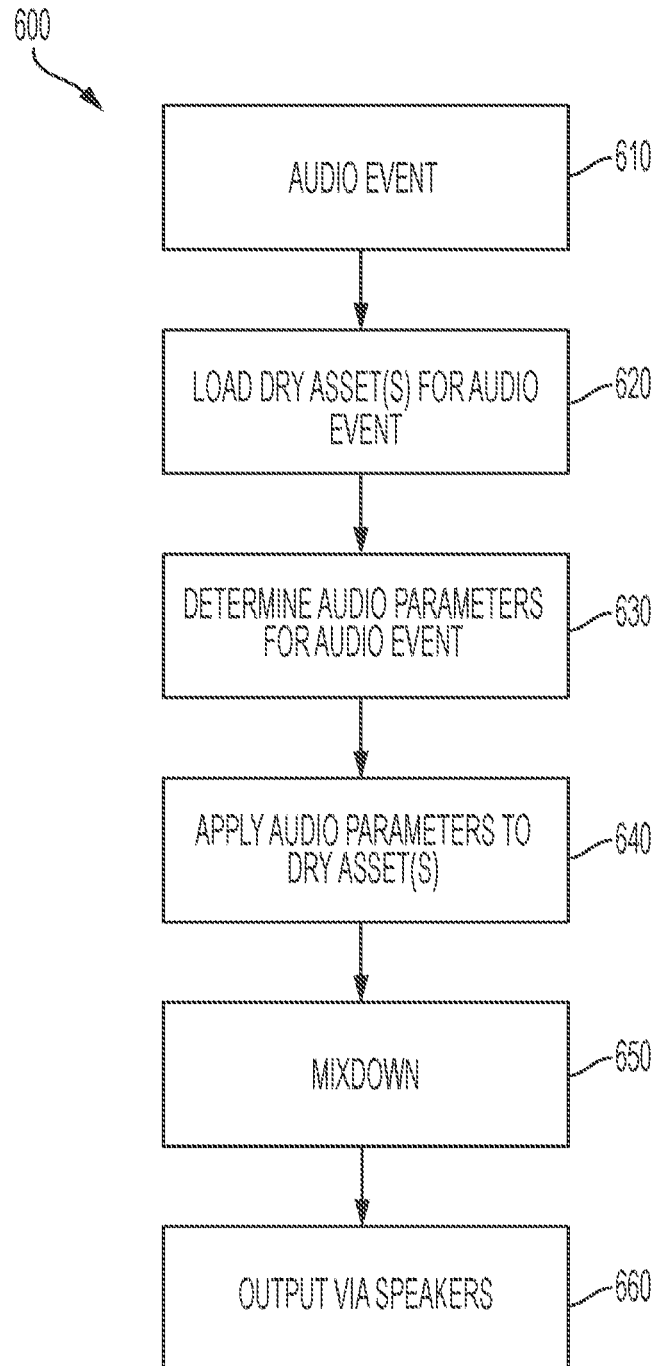 600
AUDIO EVENT
610
LOAD DRY ASSET(S) FOR AUDIO
EVENT
620
DETERMINE AUDIO PARAMETERS
FOR AUDIO EVENT
630
APPLY AUDIO PARAMETERS TO
DRY ASSET(S)
640
MIXDOWN
650
OUTPUT VIA SPEAKERS
660